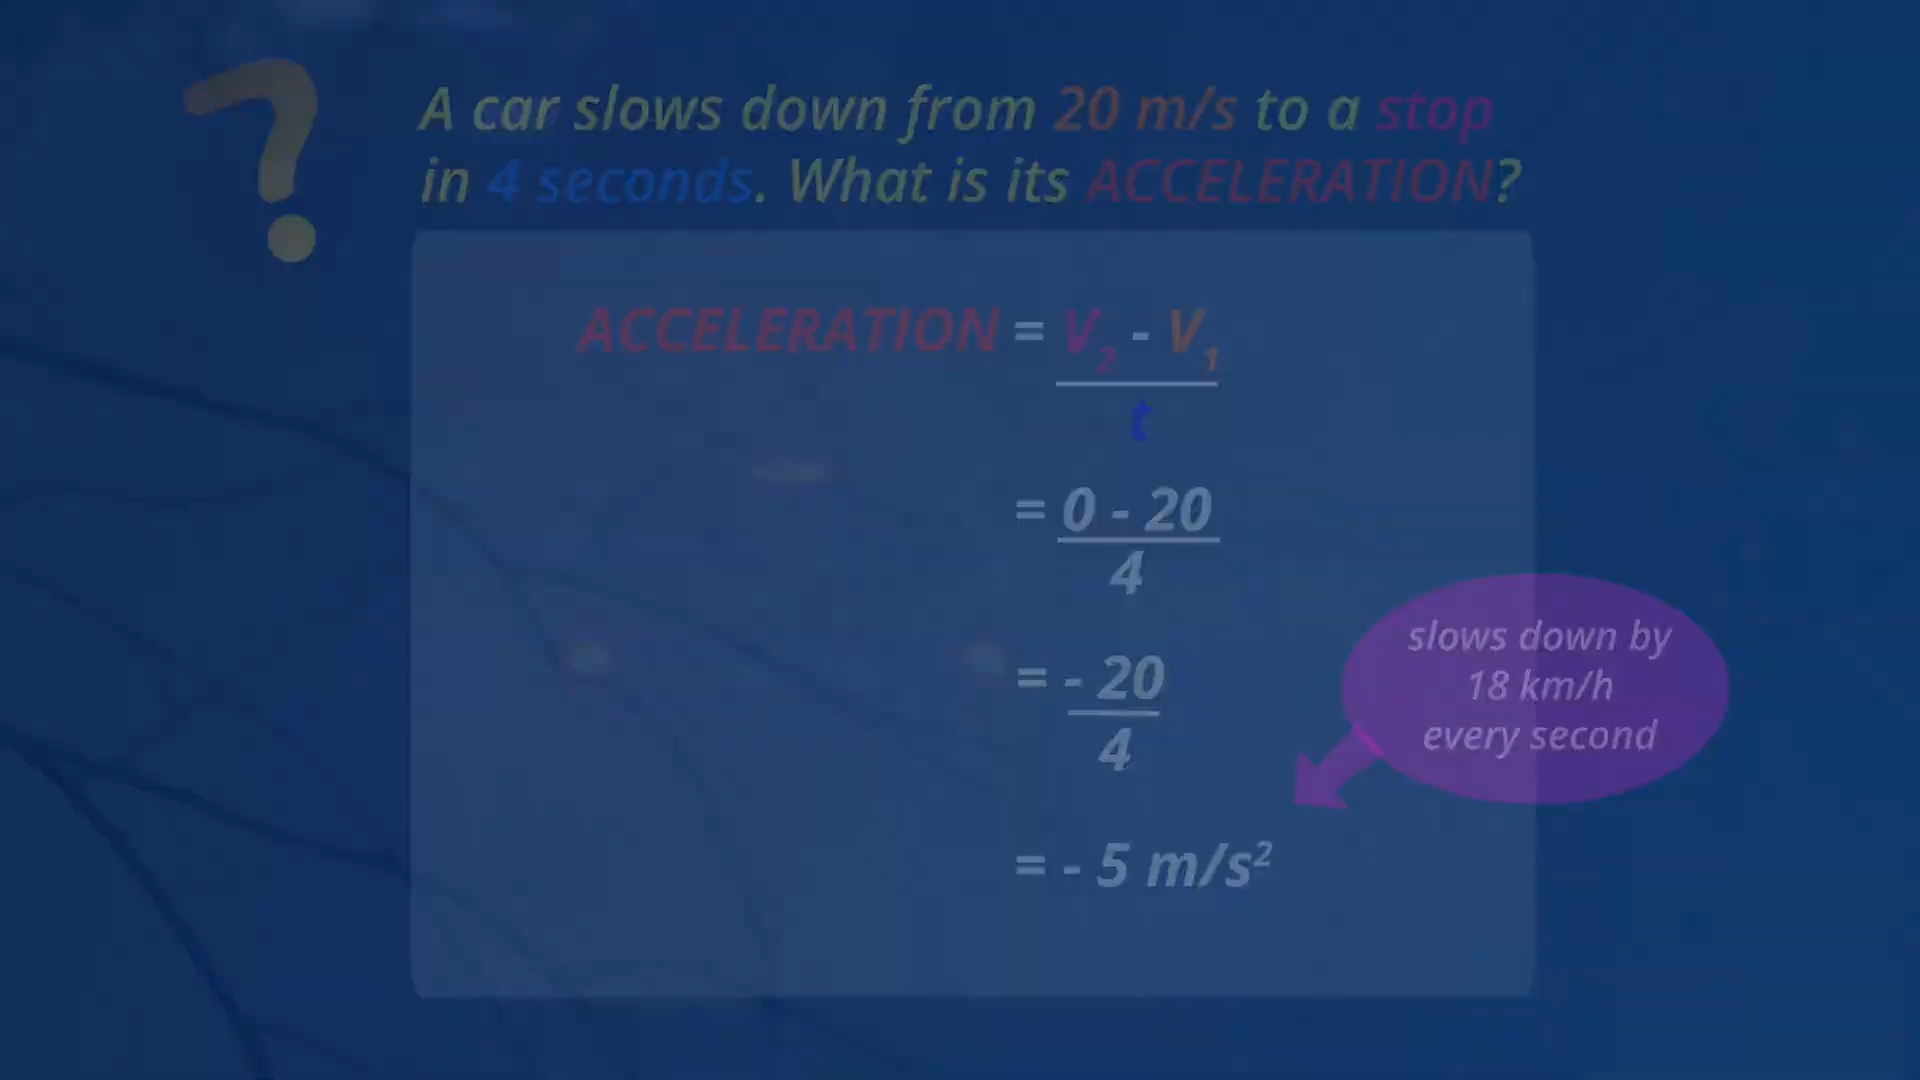 ?
A car slows down from 20 m/s to a stop
in 4 seconds. What is its ACCELERATION?
ACCELERATION = V₂ - V₁
t
= 0 - 20
4
= - 20
4
slows down by
18 km/h
every second
= - 5 m/s²